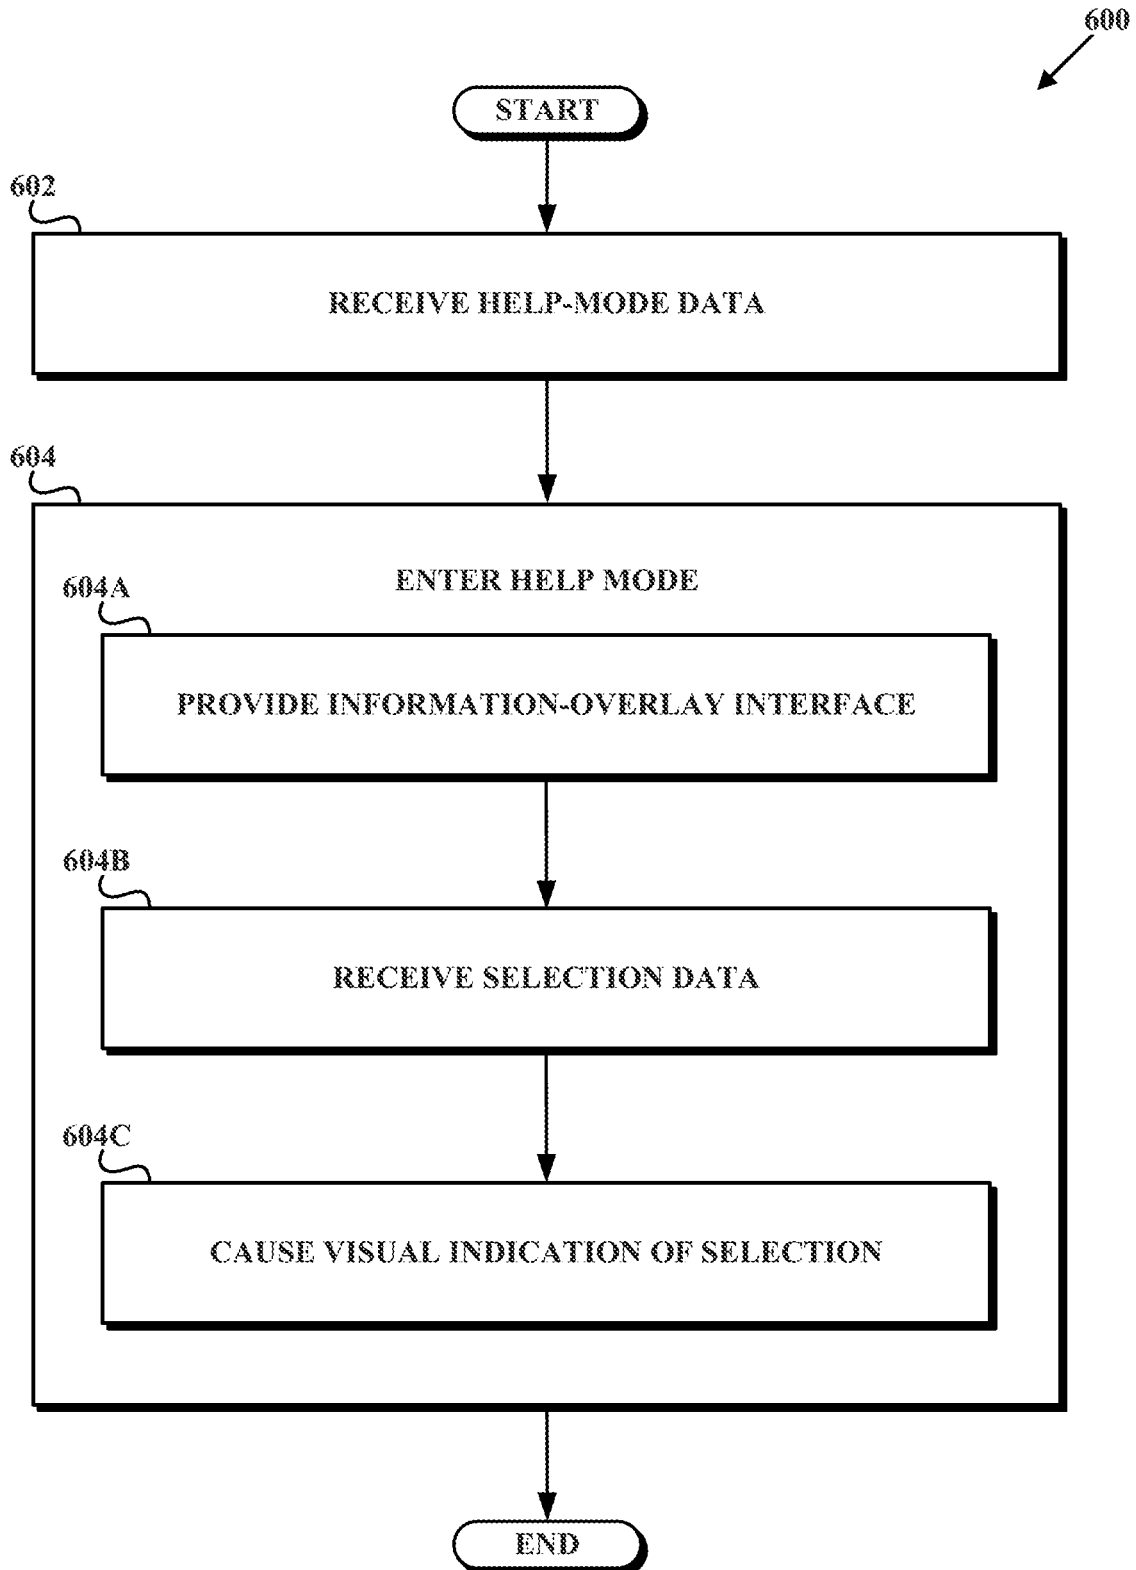 600
START
602
RECEIVE HELP-MODE DATA
604
ENTER HELP MODE
604A
PROVIDE INFORMATION-OVERLAY INTERFACE
604B
RECEIVE SELECTION DATA
604C
CAUSE VISUAL INDICATION OF SELECTION
END